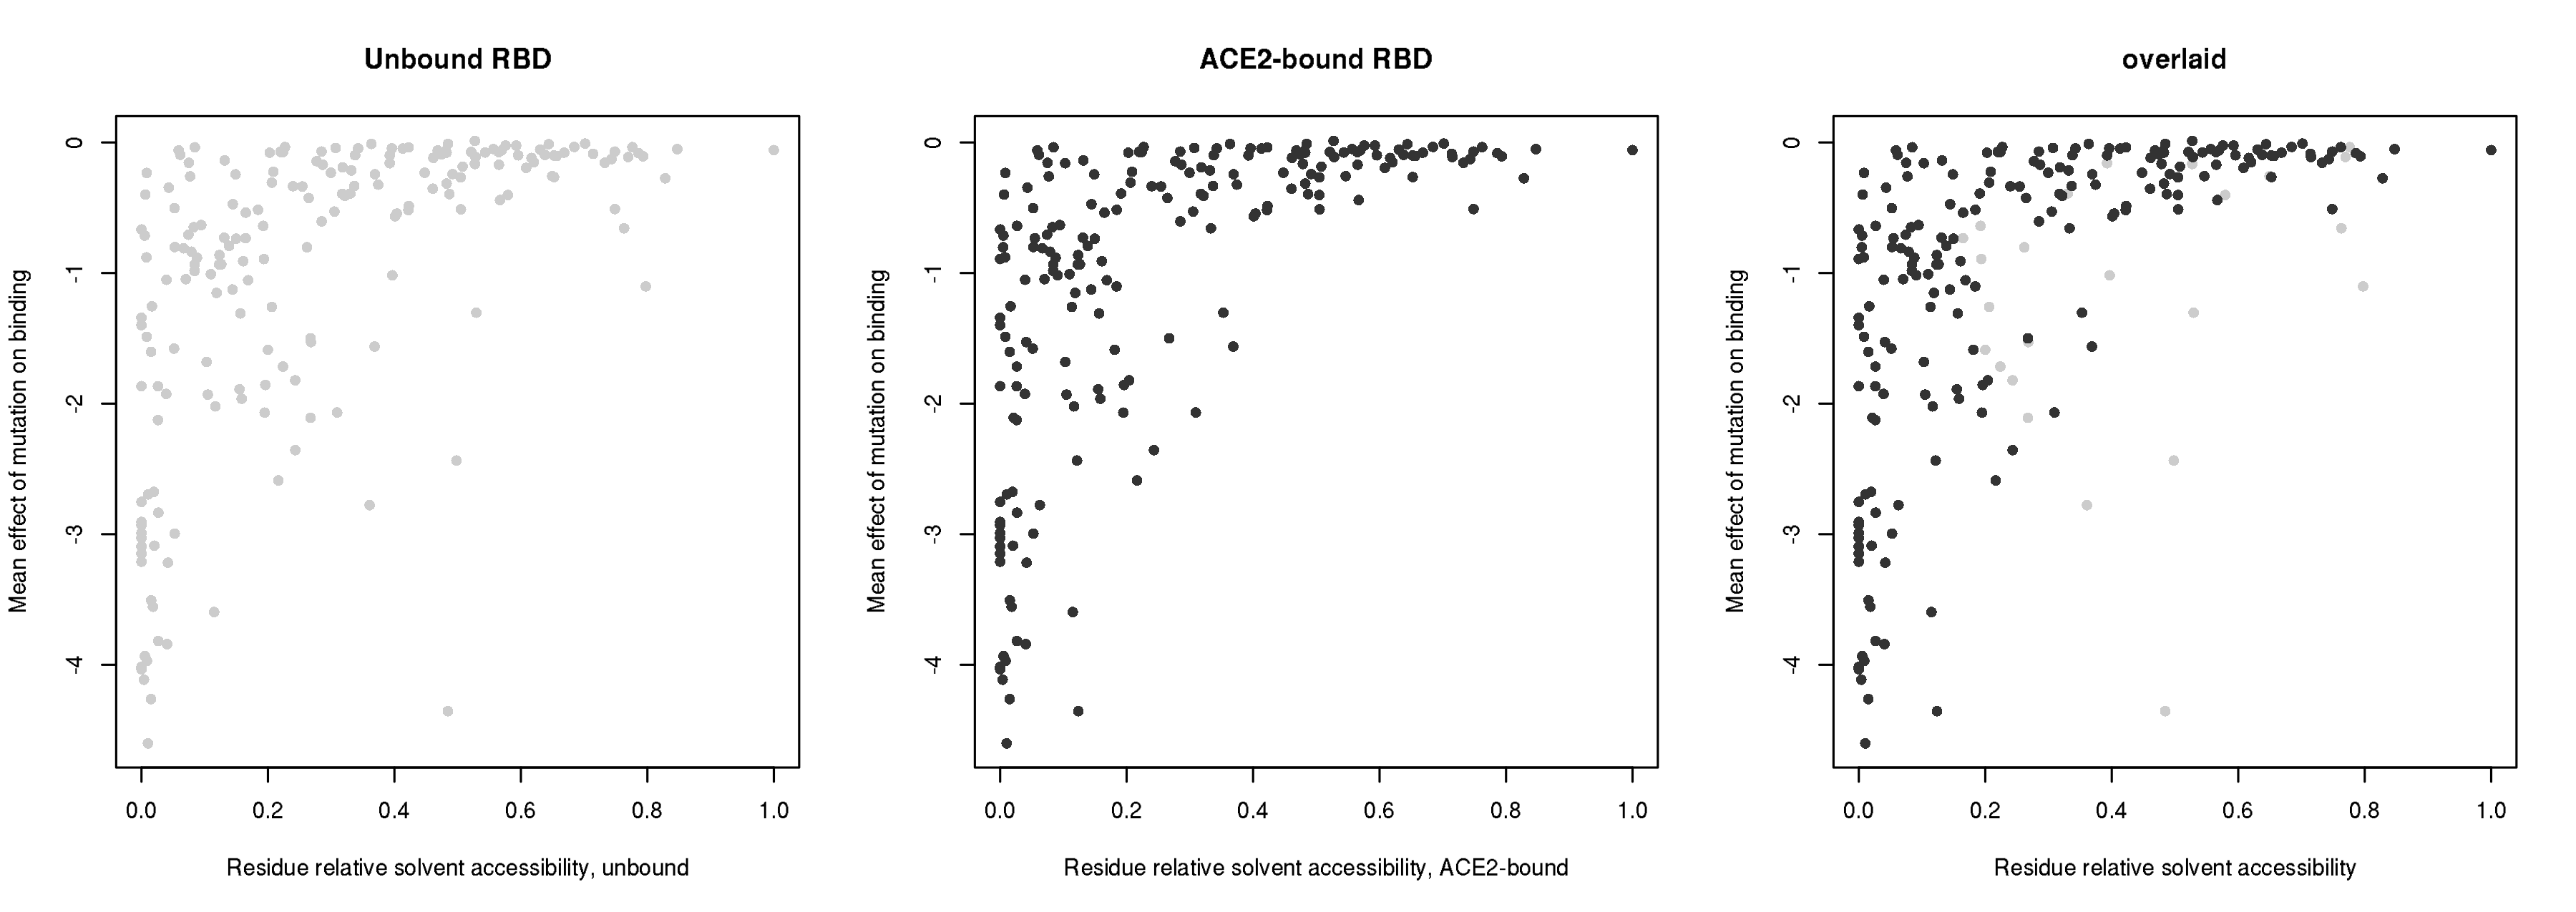 Unbound RBD
Mean effect of mutation on binding
0
-1
-2
-3
-4
0.0 0.2 0.4 0.6 0.8 1.0
Residue relative solvent accessibility, unbound
ACE2-bound RBD
Mean effect of mutation on binding
0
-1
-2
-3
-4
0.0 0.2 0.4 0.6 0.8 1.0
Residue relative solvent accessibility, ACE2-bound
overlaid
Mean effect of mutation on binding
0
-1
-2
-3
-4
0.0 0.2 0.4 0.6 0.8 1.0
Residue relative solvent accessibility